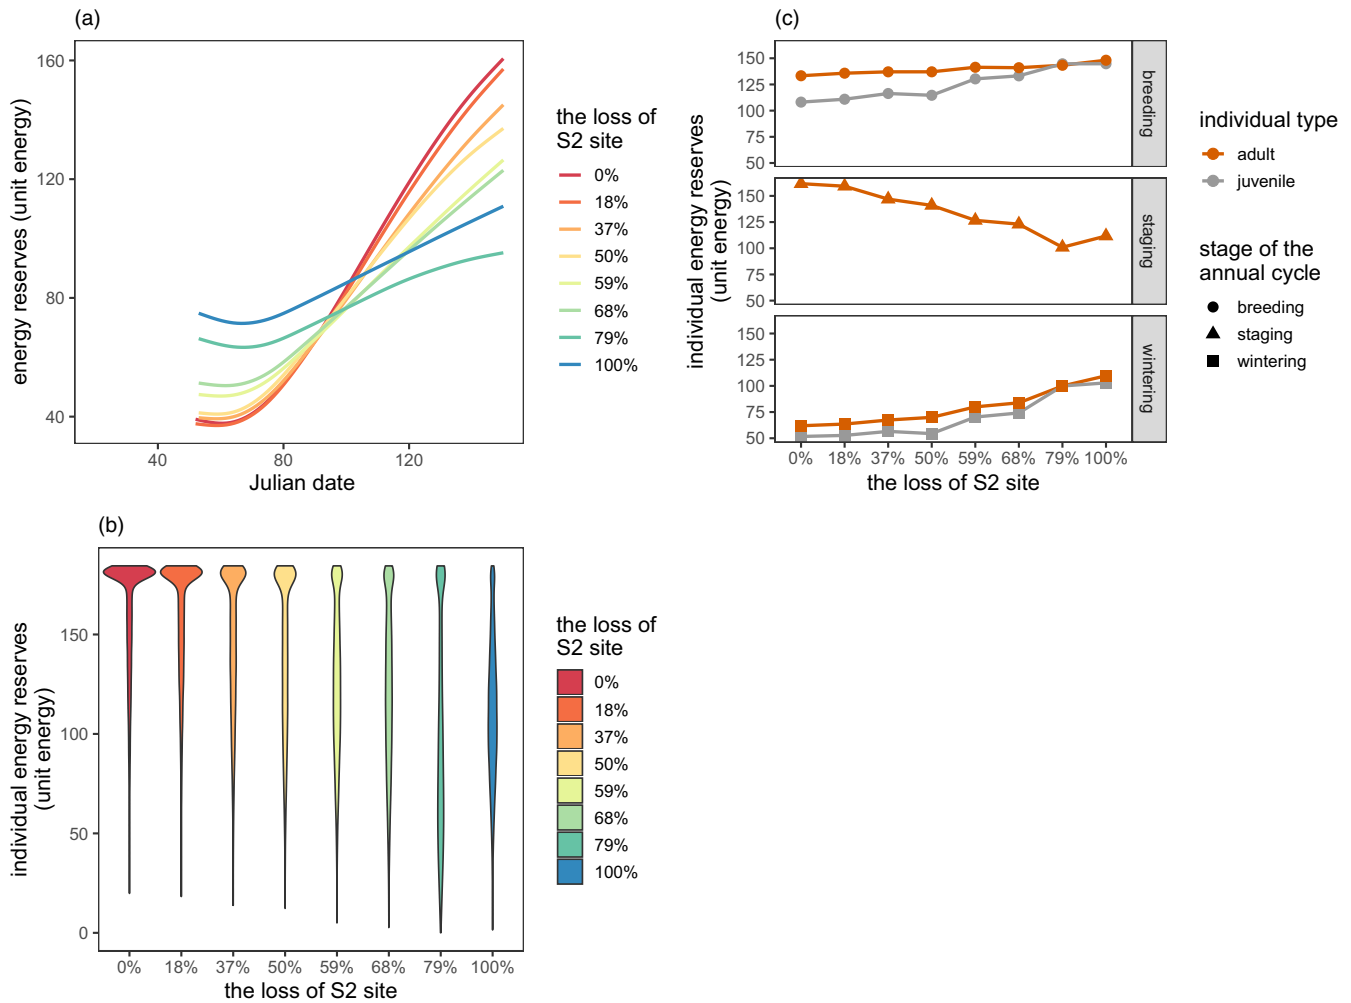 (a)
energy reserves (unit energy)
160
120
80
40
40
80
120
Julian date
the loss of
S2 site
0%
18%
37%
50%
59%
68%
79%
100%
(c)
individual energy reserves
(unit energy)
150
125
100
75
50
breeding
150
125
100
75
50
staging
150
125
100
75
50
wintering
0%
18%
37%
50%
59%
68%
79%
100%
the loss of S2 site
individual type
adult
juvenile
stage of the
annual cycle
breeding
staging
wintering
(b)
individual energy reserves
(unit energy)
150
100
50
0
0%
18%
37%
50%
59%
68%
79%
100%
the loss of S2 site
the loss of
S2 site
0%
18%
37%
50%
59%
68%
79%
100%